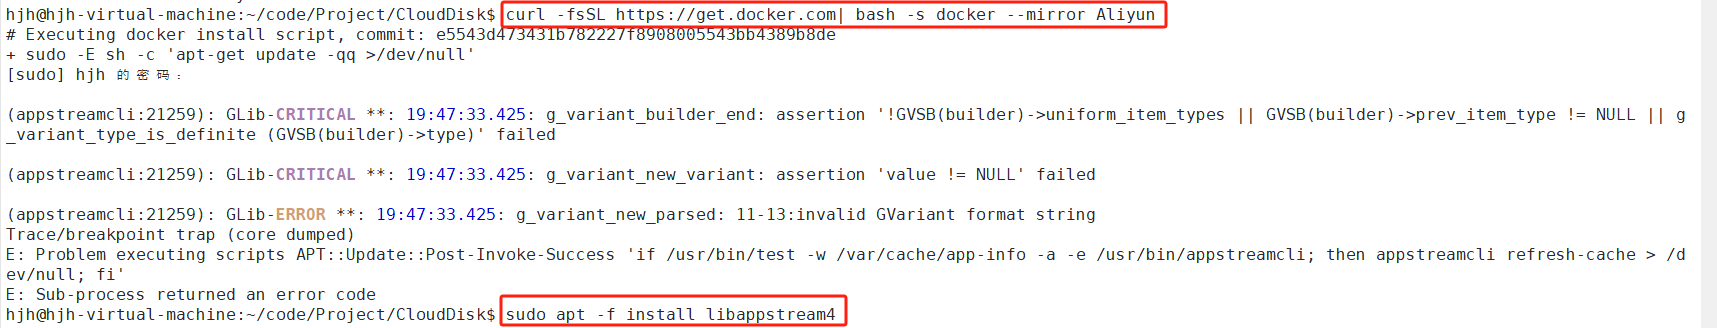 hjh@hjh-virtual-machine:~/code/Project/CloudDisk$ curl -fsSL https://get.docker.com| bash -s docker --mirror Aliyun
# Executing docker install script, commit: e5543d473431b782227f8908005543bb4389b8de
+ sudo -E sh -c 'apt-get update -qq >/dev/null'
[sudo] hjh 的密码：
(appstreamcli:21259): GLib-CRITICAL **: 19:47:33.425: g_variant_builder_end: assertion '!GVSB(builder)->uniform_item_types || GVSB(builder)->prev_item_type != NULL || g
_variant_type_is_definite (GVSB(builder)->type)' failed
(appstreamcli:21259): GLib-CRITICAL **: 19:47:33.425: g_variant_new_variant: assertion 'value != NULL' failed
(appstreamcli:21259): GLib-ERROR **: 19:47:33.425: g_variant_new_parsed: 11-13:invalid GVariant format string
Trace/breakpoint trap (core dumped)
E: Problem executing scripts APT::Update::Post-Invoke-Success 'if /usr/bin/test -w /var/cache/app-info -a -e /usr/bin/appstreamcli; then appstreamcli refresh-cache > /d
ev/null; fi'
E: Sub-process returned an error code
hjh@hjh-virtual-machine:~/code/Project/CloudDisk$ sudo apt -f install libappstream4